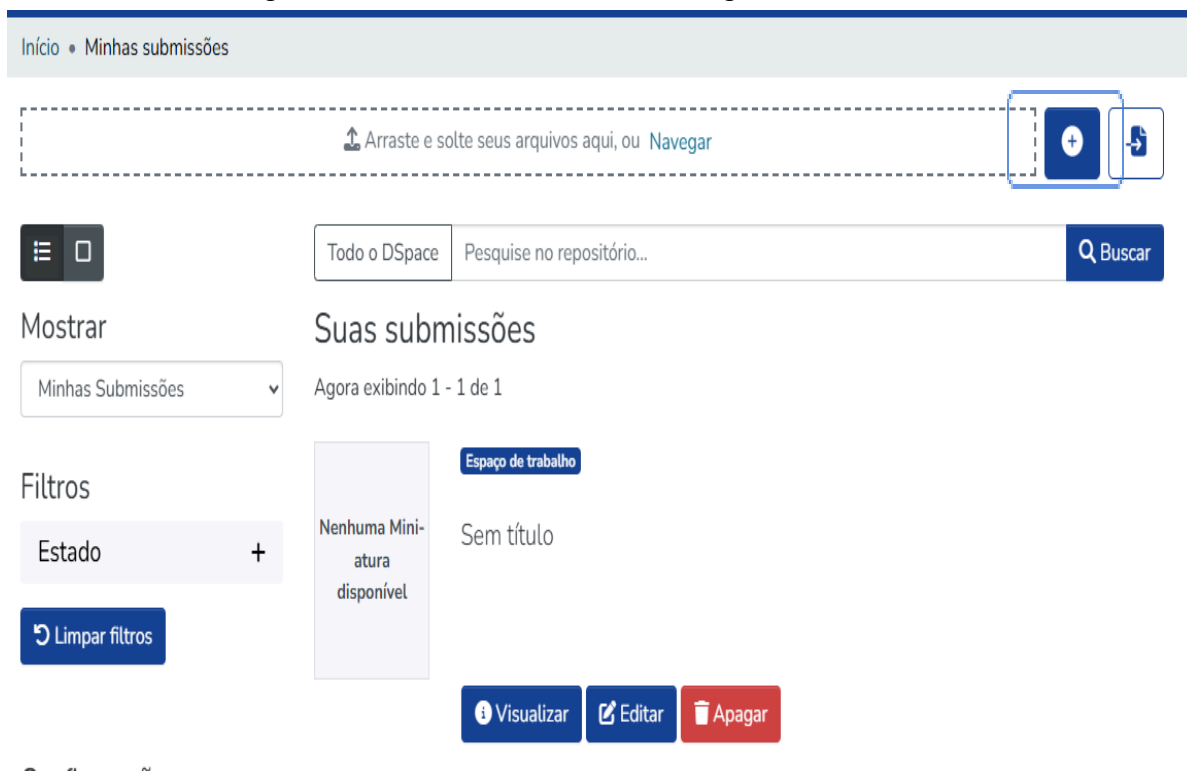 Início • Minhas submissões
Arraste e solte seus arquivos aqui, ou Navegar
Todo o DSpace Pesquise no repositório... Buscar
Mostrar
Minhas Submissões
Filtros
Estado +
Limpar filtros
Suas submissões
Agora exibindo 1 - 1 de 1
Nenhuma Mini-
atura
disponível
Espaço de trabalho
Sem título
Visualizar Editar Apagar